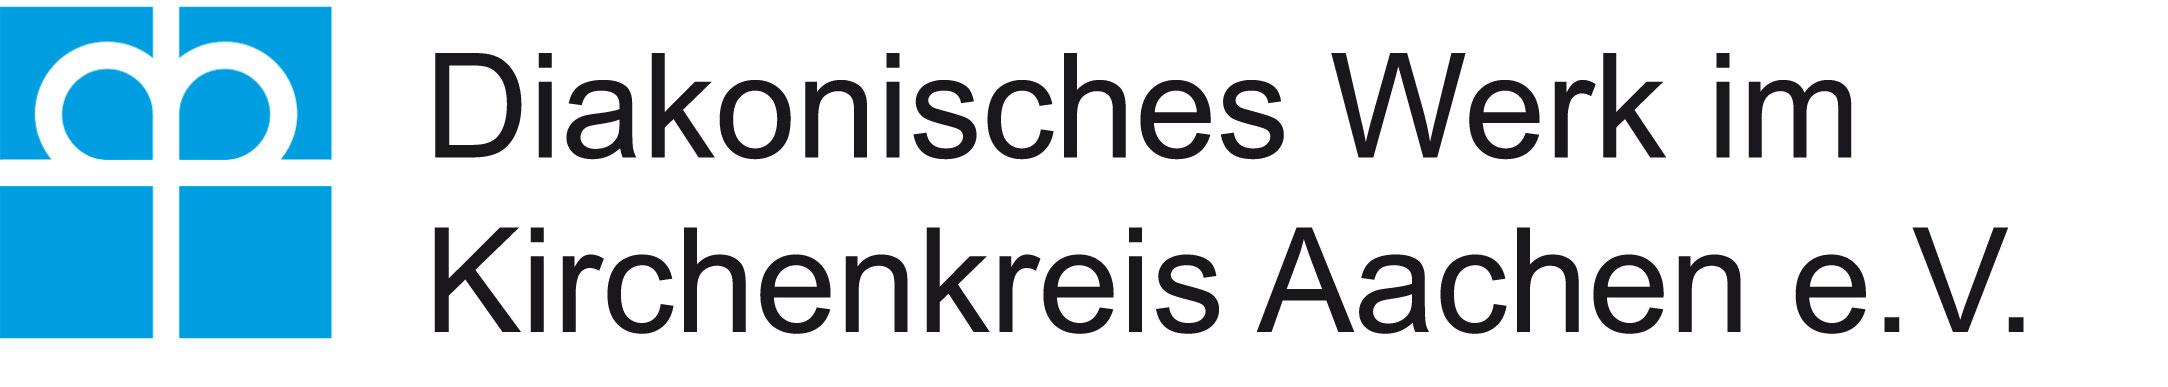 Diakonisches Werk im
Kirchenkreis Aachen e.V.